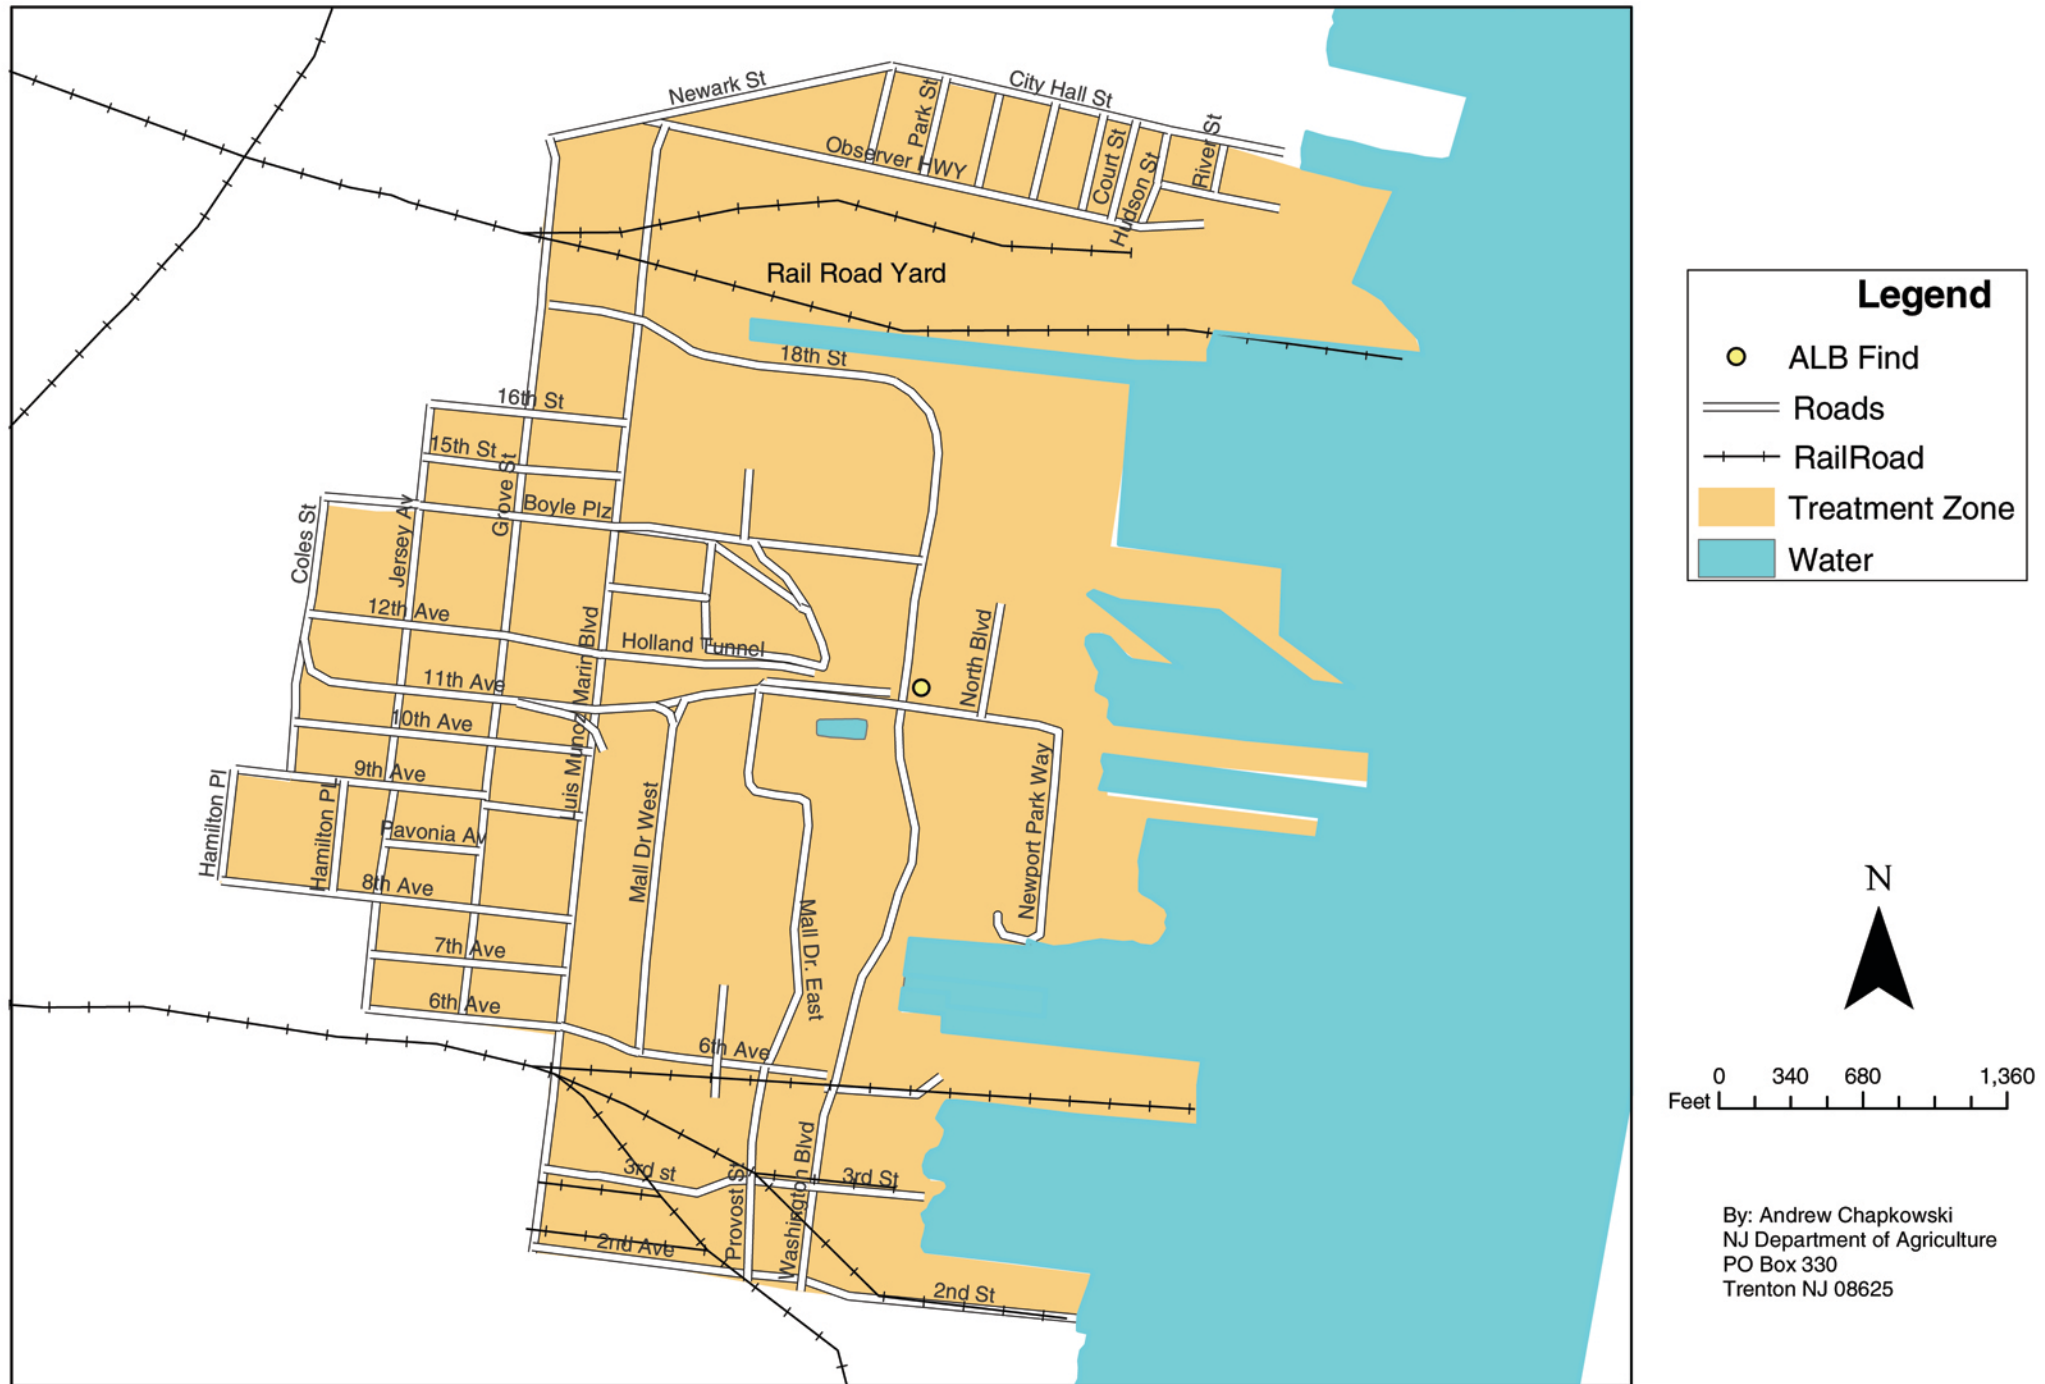 Newark St
City Hall St
Park St
Observer HWY
Court St
Hudson St
River St
Rail Road Yard
18th St
16th St
15th St
Grove St
Boyle Plz
Coles St
Jersey Av
12th Ave
Holland Tunnel
Luis Munoz Marin Blvd
North Blvd
11th Ave
10th Ave
9th Ave
Hamilton Pl
Hamilton PL
Pavonia Av
8th Ave
Mall Dr West
Newport Park Way
Mall Dr. East
7th Ave
6th Ave
6th Ave
3rd st
3rd St
Provost St
Washington Blvd
2nd Ave
2nd St
Legend
ALB Find
Roads
RailRoad
Treatment Zone
Water
N
0 340 680 1,360
Feet
By: Andrew Chapkowski
NJ Department of Agriculture
PO Box 330
Trenton NJ 08625